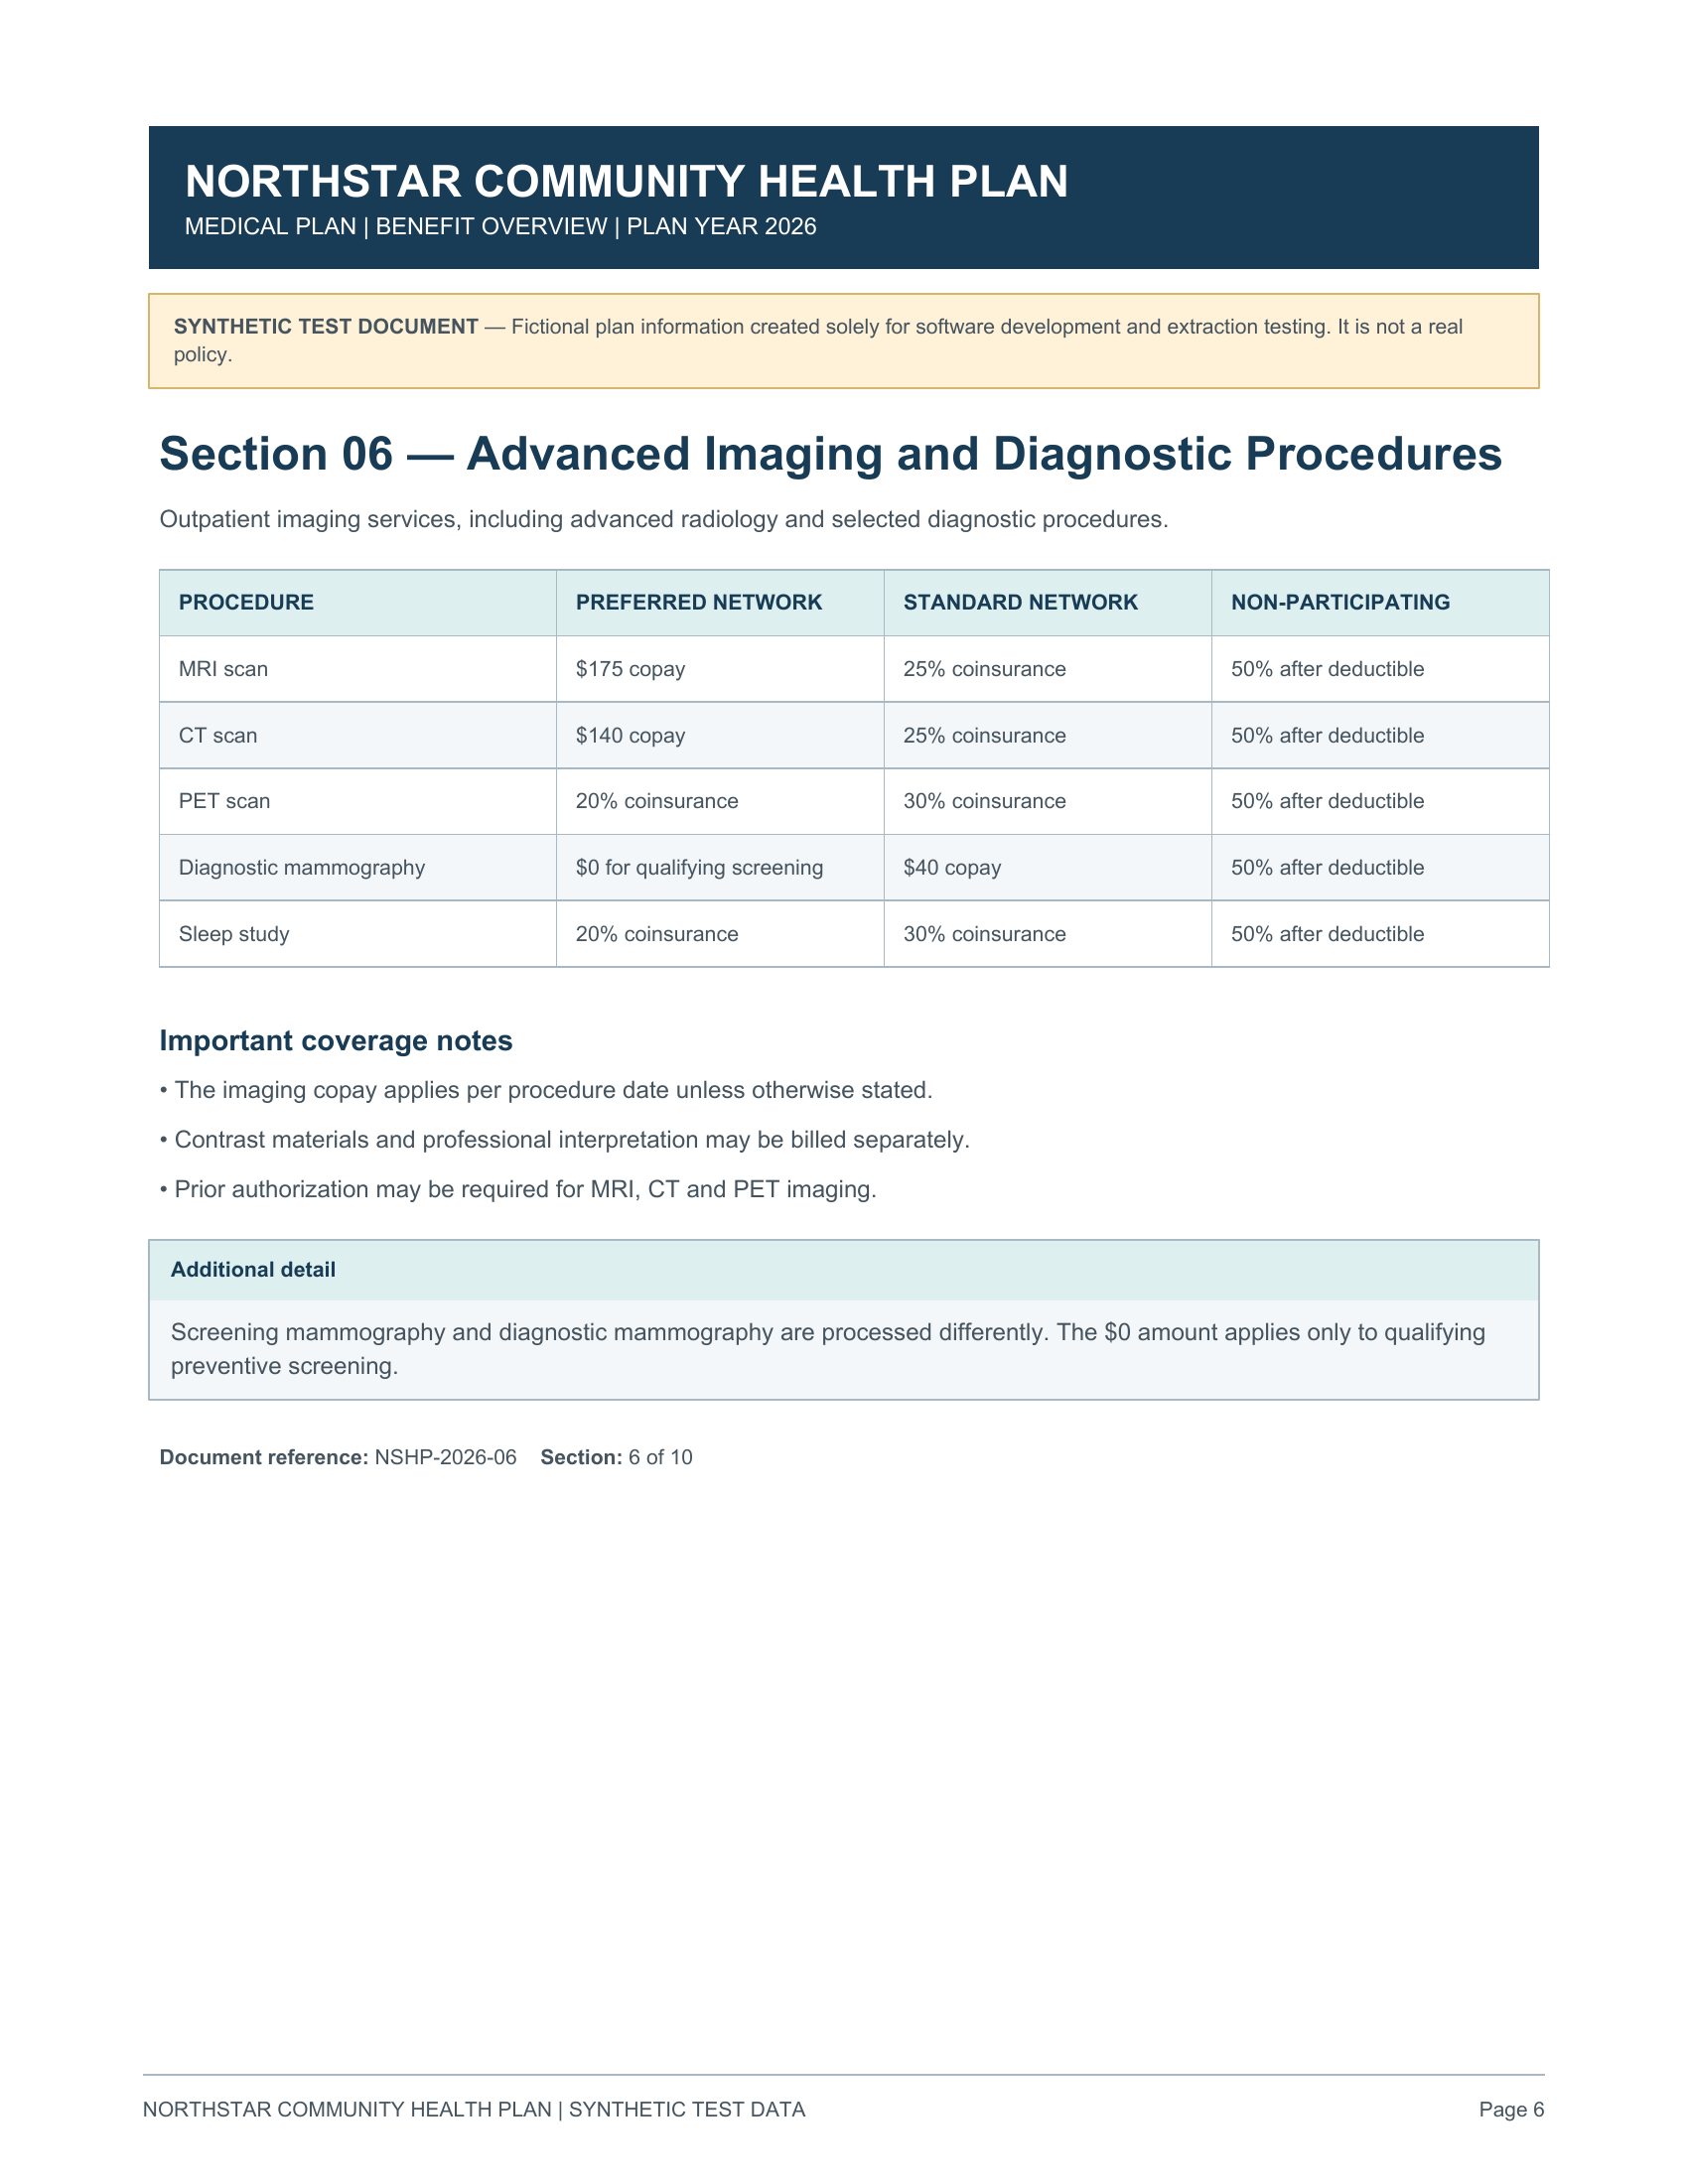 NORTHSTAR COMMUNITY HEALTH PLAN
MEDICAL PLAN | BENEFIT OVERVIEW | PLAN YEAR 2026
SYNTHETIC TEST DOCUMENT — Fictional plan information created solely for software development and extraction testing. It is not a real
policy.
Section 06 — Advanced Imaging and Diagnostic Procedures
Outpatient imaging services, including advanced radiology and selected diagnostic procedures.
PROCEDURE PREFERRED NETWORK STANDARD NETWORK NON-PARTICIPATING
MRI scan $175 copay 25% coinsurance 50% after deductible
CT scan $140 copay 25% coinsurance 50% after deductible
PET scan 20% coinsurance 30% coinsurance 50% after deductible
Diagnostic mammography $0 for qualifying screening $40 copay 50% after deductible
Sleep study 20% coinsurance 30% coinsurance 50% after deductible
Important coverage notes
• The imaging copay applies per procedure date unless otherwise stated.
• Contrast materials and professional interpretation may be billed separately.
• Prior authorization may be required for MRI, CT and PET imaging.
Additional detail
Screening mammography and diagnostic mammography are processed differently. The $0 amount applies only to qualifying
preventive screening.
Document reference: NSHP-2026-06 Section: 6 of 10
NORTHSTAR COMMUNITY HEALTH PLAN | SYNTHETIC TEST DATA Page 6